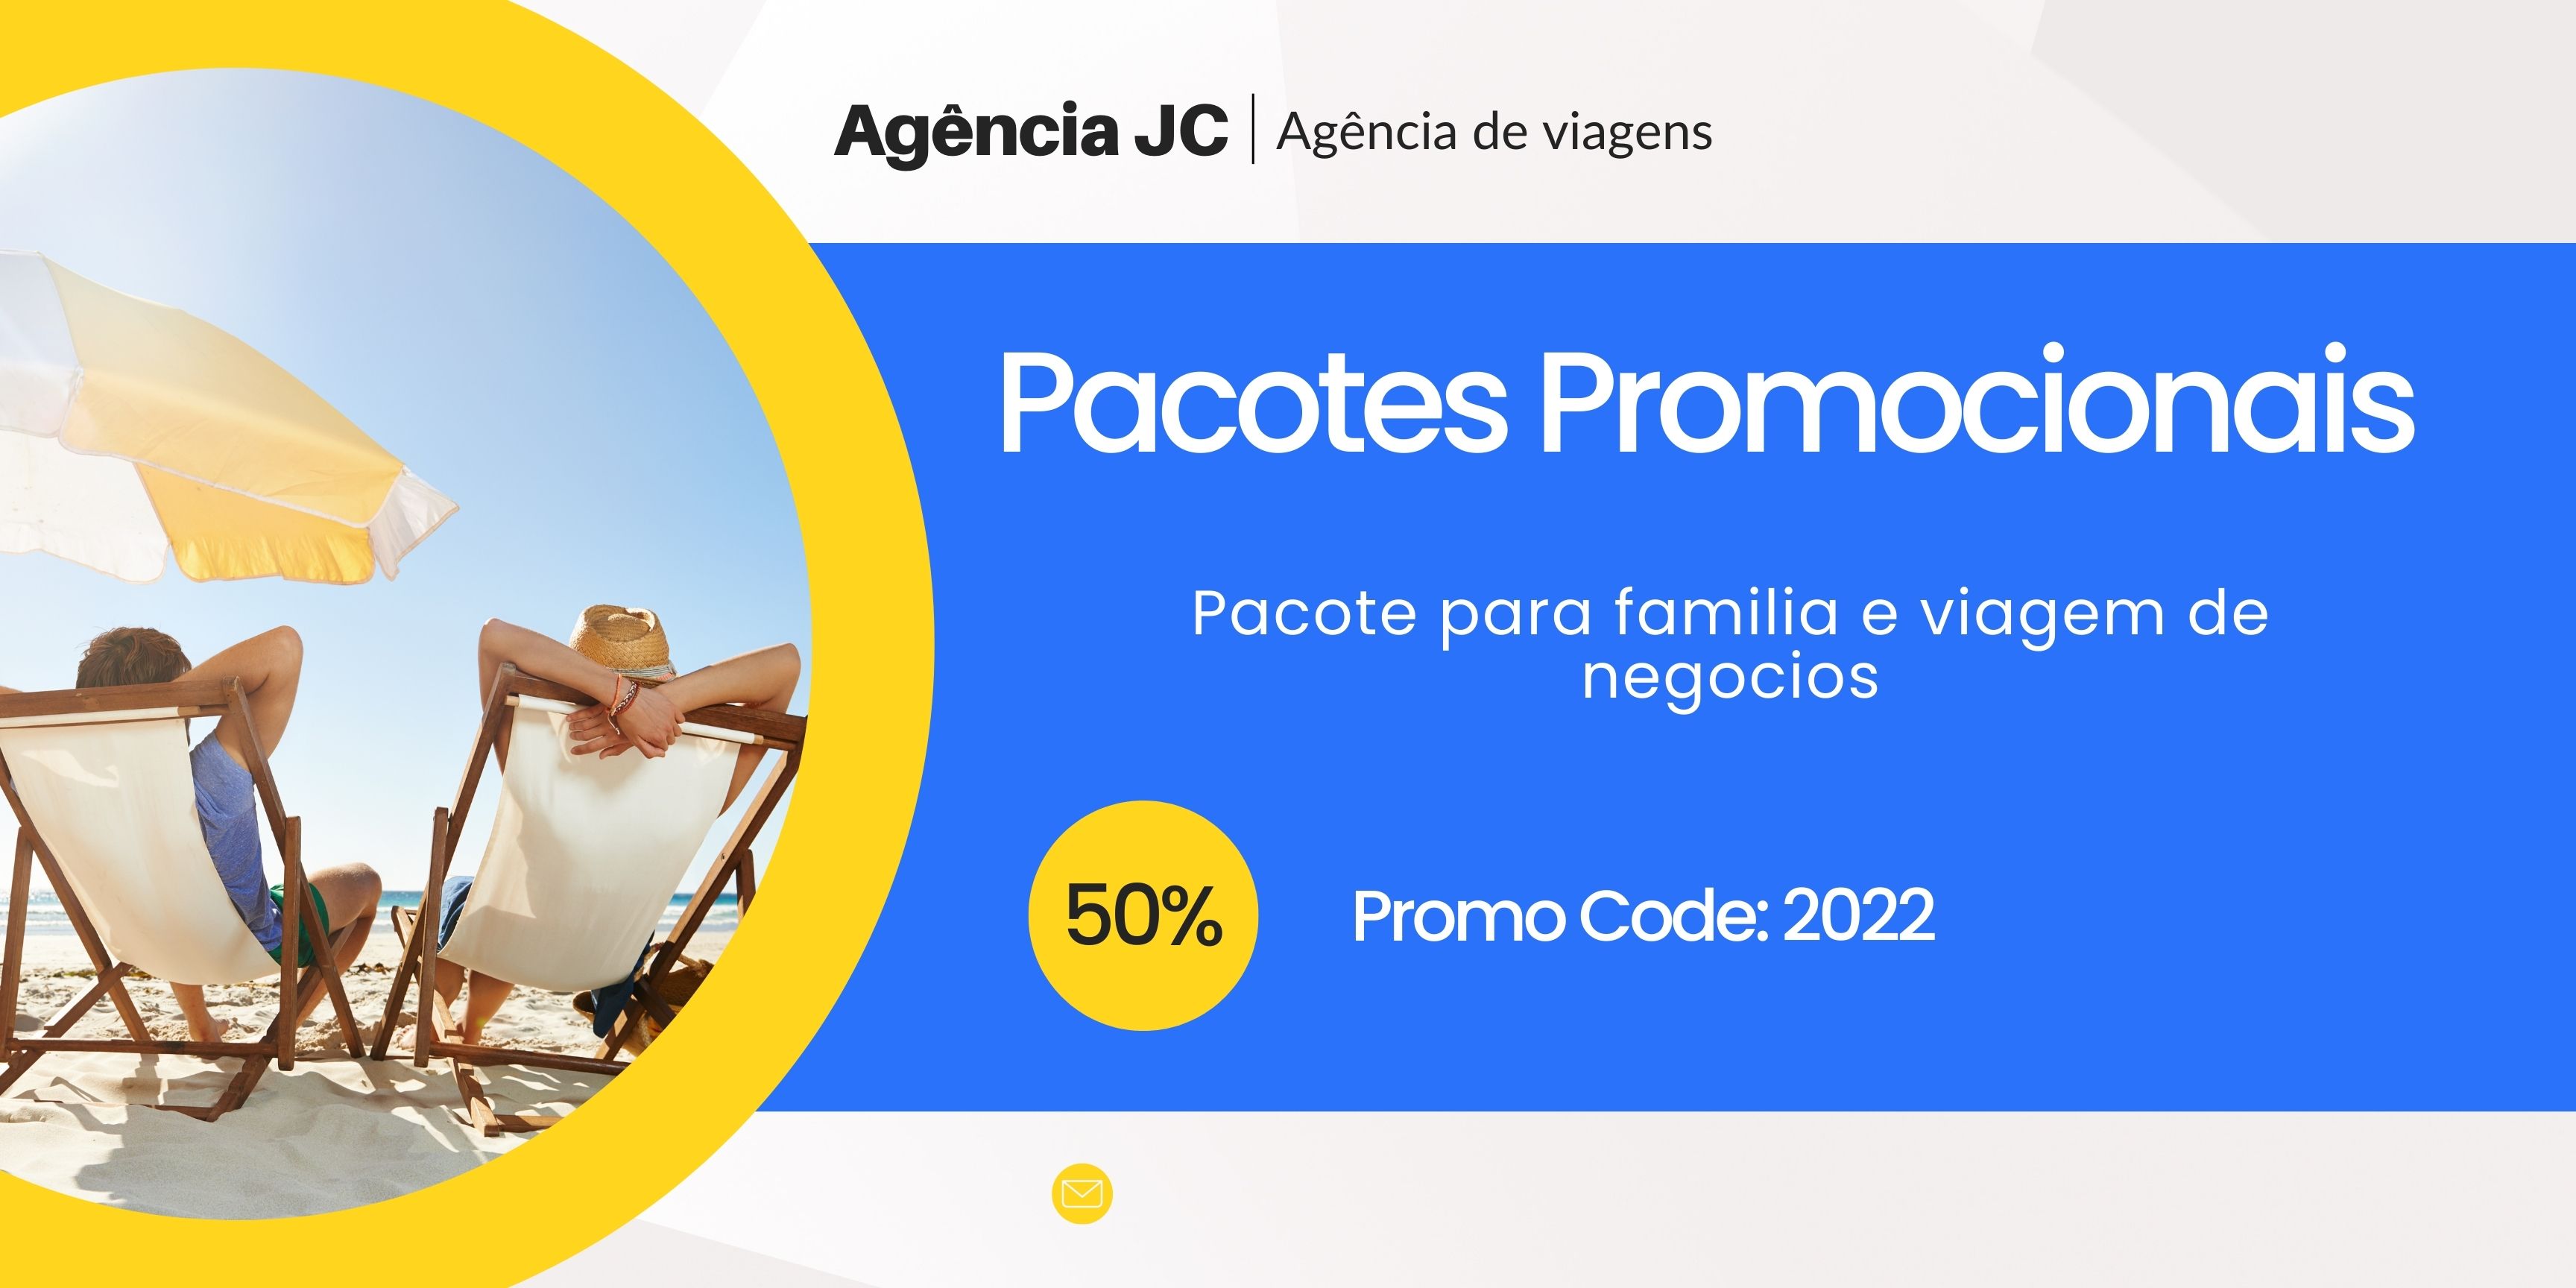 Agência JC | Agência de viagens
Pacotes Promocionais
Pacote para familia e viagem de
negocios
50%
Promo Code: 2022